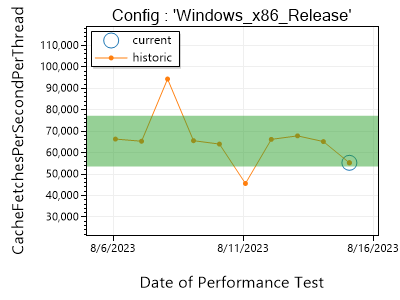 Config : 'Windows_x86_Release'
current
historic
CacheFetchesPerSecondPerThread
110,000
100,000
90,000
80,000
70,000
60,000
50,000
40,000
30,000
8/6/2023
8/11/2023
8/16/2023
Date of Performance Test